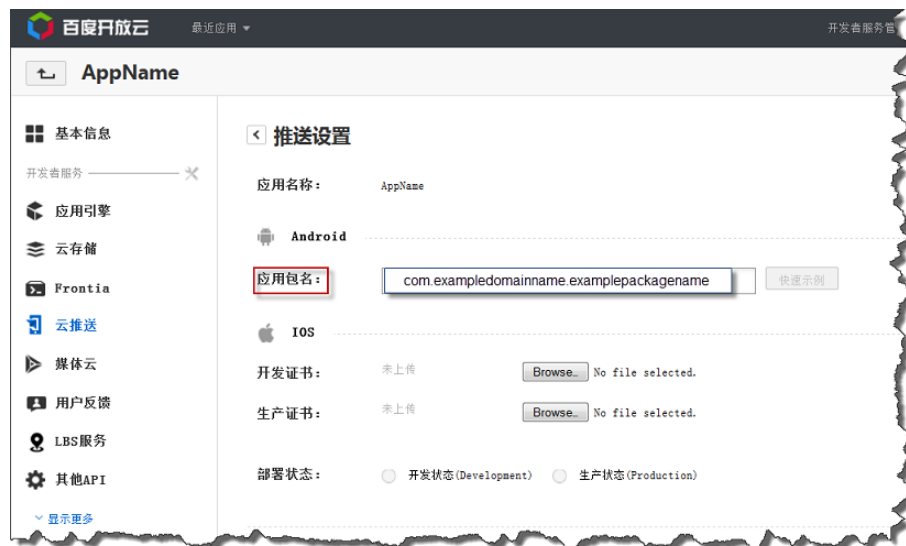 百度开放云 最近应用 开发者服务管
AppName
基本信息
开发者服务
应用引擎
云存储
Frontia
云推送
媒体云
用户反馈
LBS服务
其他API
显示更多
推送设置
应用名称： AppName
Android
应用包名： com.exampledomainname.examplepackagename 快速示例
IOS
开发证书： 未上传 Browse_ No file selected.
生产证书： 未上传 Browse_ No file selected.
部署状态： 开发状态(Development) 生产状态(Production)